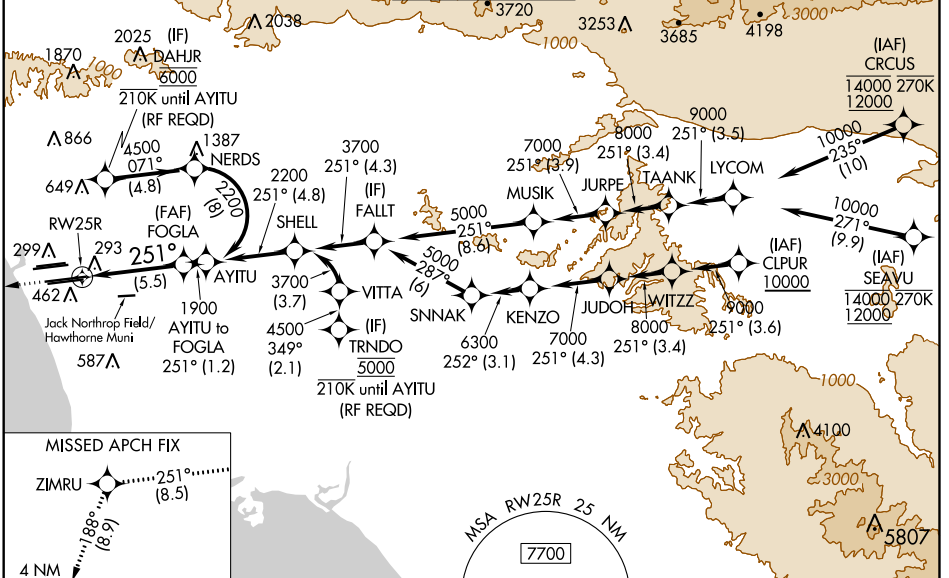 3720
2038
3253
3685
4198
3000
1000
2025
(IF)
DAHJR
6000
210K until AYITU
(RF REQD)
1870
1000
(IAF)
CRCUS
14000 270K
12000
866
4500
071°
(4.8)
1387
NERDS
649
2200
(8)
3700
251° (4.3)
2200
251° (4.8)
7000
251° (3.9)
8000
251° (3.4)
9000
251° (3.5)
10000
235°
(10)
LYCOM
TAANK
JURPE
MUSIK
(IF)
FALLT
SHELL
(FAF)
FOGLA
RW25R
299
293
251°
(5.5)
AYITU
462
5000
251°
(8.6)
10000
271°
(9.9)
(IAF)
SEAVU
14000 270K
12000
(IAF)
CLPUR
10000
5000
287°
(6)
3700
(3.7)
VITTA
SNNAK
KENZO
JUDOH
WITZZ
1900
AYITU to
FOGLA
251° (1.2)
Jack Northrop Field/
Hawthorne Muni
587
4500
349°
(2.1)
(IF)
TRNDO
5000
210K until AYITU
(RF REQD)
6300
252° (3.1)
7000
251° (4.3)
8000
251° (3.4)
9000
251° (3.6)
1000
4100
3000
5807
MISSED APCH FIX
ZIMRU
251°
(8.5)
188°
(8.9)
4 NM
MSA RW25R 25 NM
7700